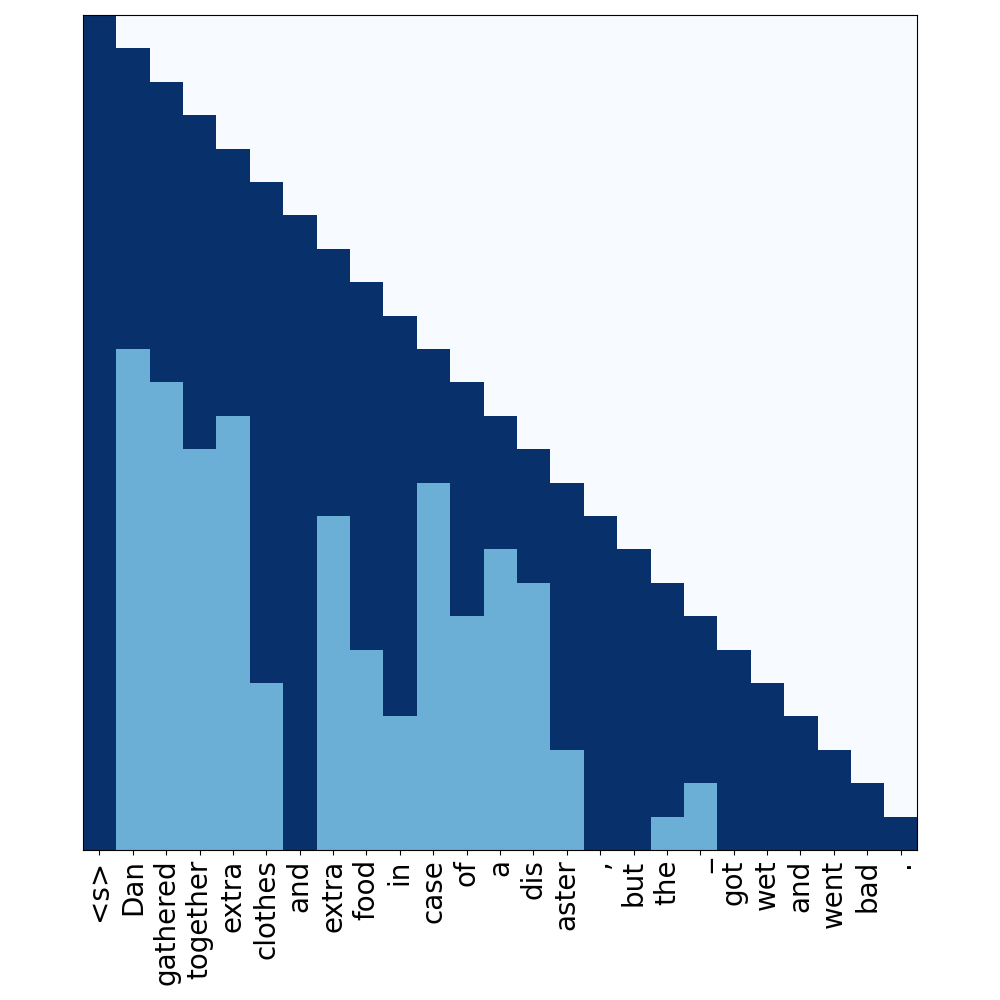 <s> Dan gathered together extra clothes and extra food in case of a dis aster , but the _ got wet and went bad .